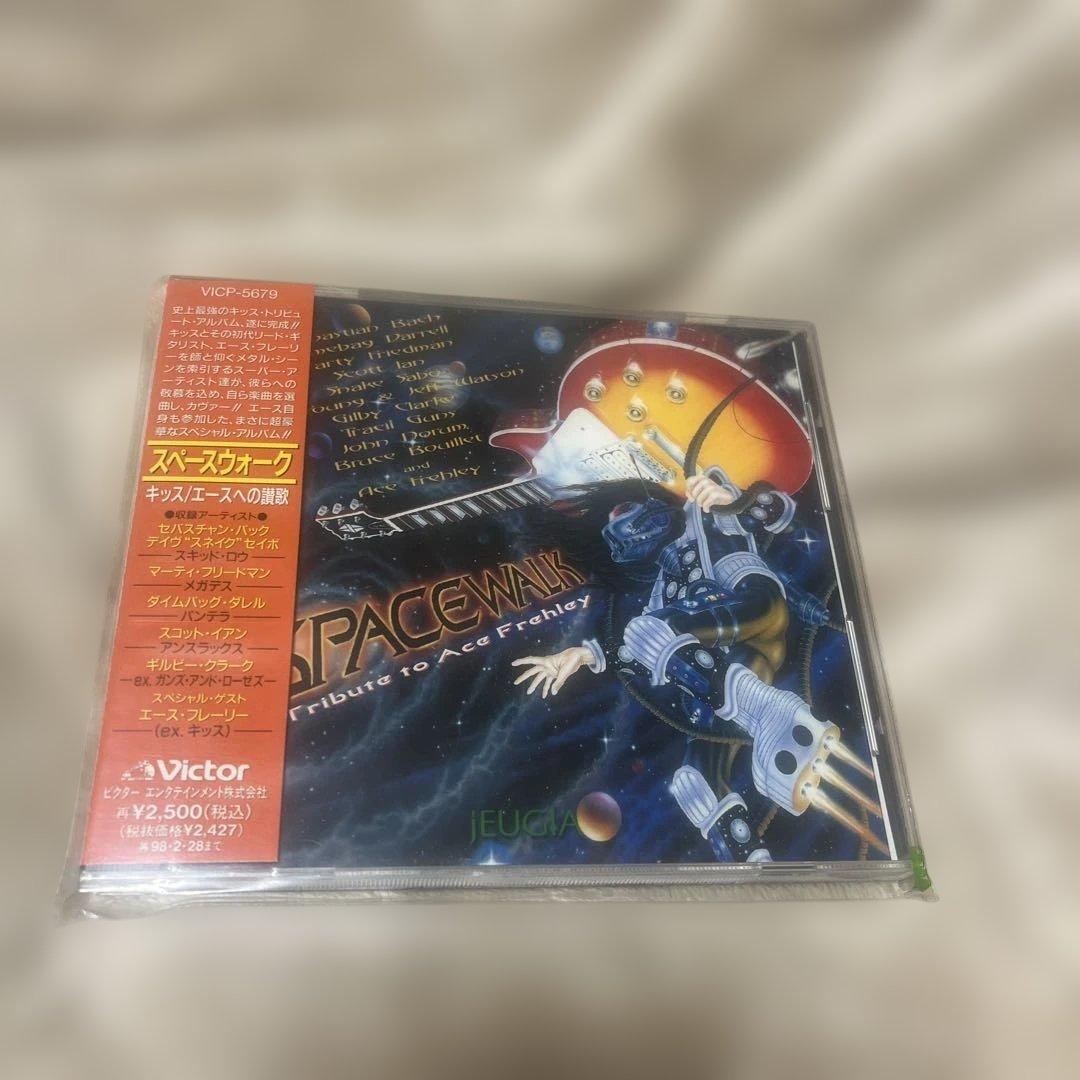 VICP-5679
史上最強のキッス・トリビュ
ート・アルバム、遂に完成!!
キッスとその初代リード・ギ
タリスト、エース・フレーリ
ーを師と仰ぐメタル・シー
ンを索引するスーパー・ア
ーティスト達が、彼らへの
敬慕を込め、自ら楽曲を選
曲し、カヴァー!! エース自
身も参加した、まさに超豪
華なスペシャル・アルバム!!
スペースウォーク
キッス/エースへの讃歌
●収録アーティスト●
セバスチャン・バック
デイヴ“スネイク”セイボ
スキッド・ロウ
マーティ・フリードマン
メガデス
ダイムバッグ・ダレル
パンテラ
スコット・イアン
アンスラックス
ギルビー・クラーク
ex. ガンズ・アンド・ローゼズ
スペシャル・ゲスト
エース・フレーリー
(ex. キッス)
Victor
ビクター エンタテインメント株式会社
再¥2,500(税込)
(税抜価格¥2,427)
98・2・28まで
bastian Bach
mebag Darrell
arty Friedman
Scott Ian
Snake Sabo
oung & Jeff Watson
Gilby Clarke
Tracii Guns
John Norum
Bruce Bouillet
and
Ace Frehley
SPACEWALK
Tribute to Ace Frehley
jEUGIA